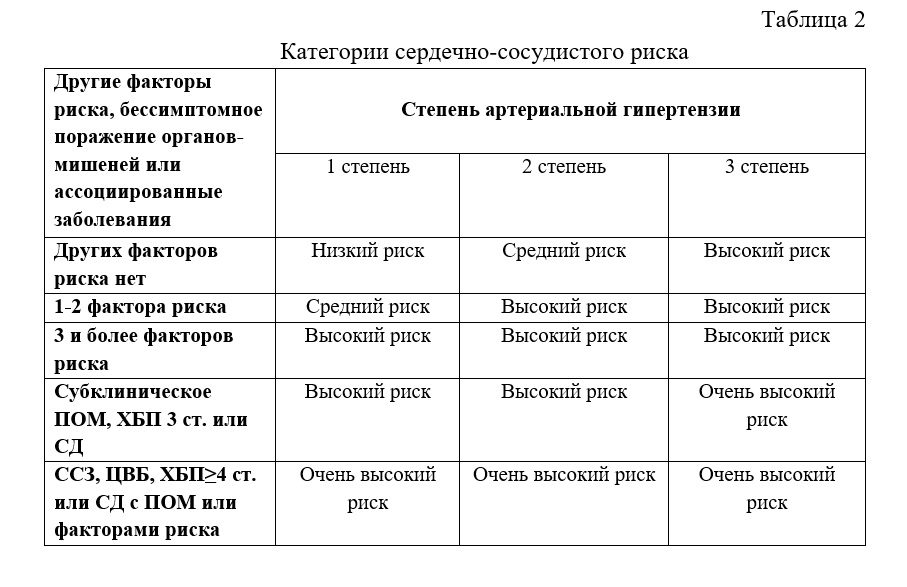 Таблица 2
Категории сердечно-сосудистого риска
Другие факторы
риска, бессимптомное
поражение органов-
мишеней или
ассоциированные
заболевания
Степень артериальной гипертензии
1 степень
2 степень
3 степень
Других факторов
риска нет
Низкий риск
Средний риск
Высокий риск
1-2 фактора риска
Средний риск
Высокий риск
Высокий риск
3 и более факторов
риска
Высокий риск
Высокий риск
Высокий риск
Субклиническое
ПОМ, ХБП 3 ст. или
СД
Высокий риск
Высокий риск
Очень высокий
риск
ССЗ, ЦВБ, ХБП≥4 ст.
или СД с ПОМ или
факторами риска
Очень высокий
риск
Очень высокий риск
Очень высокий
риск